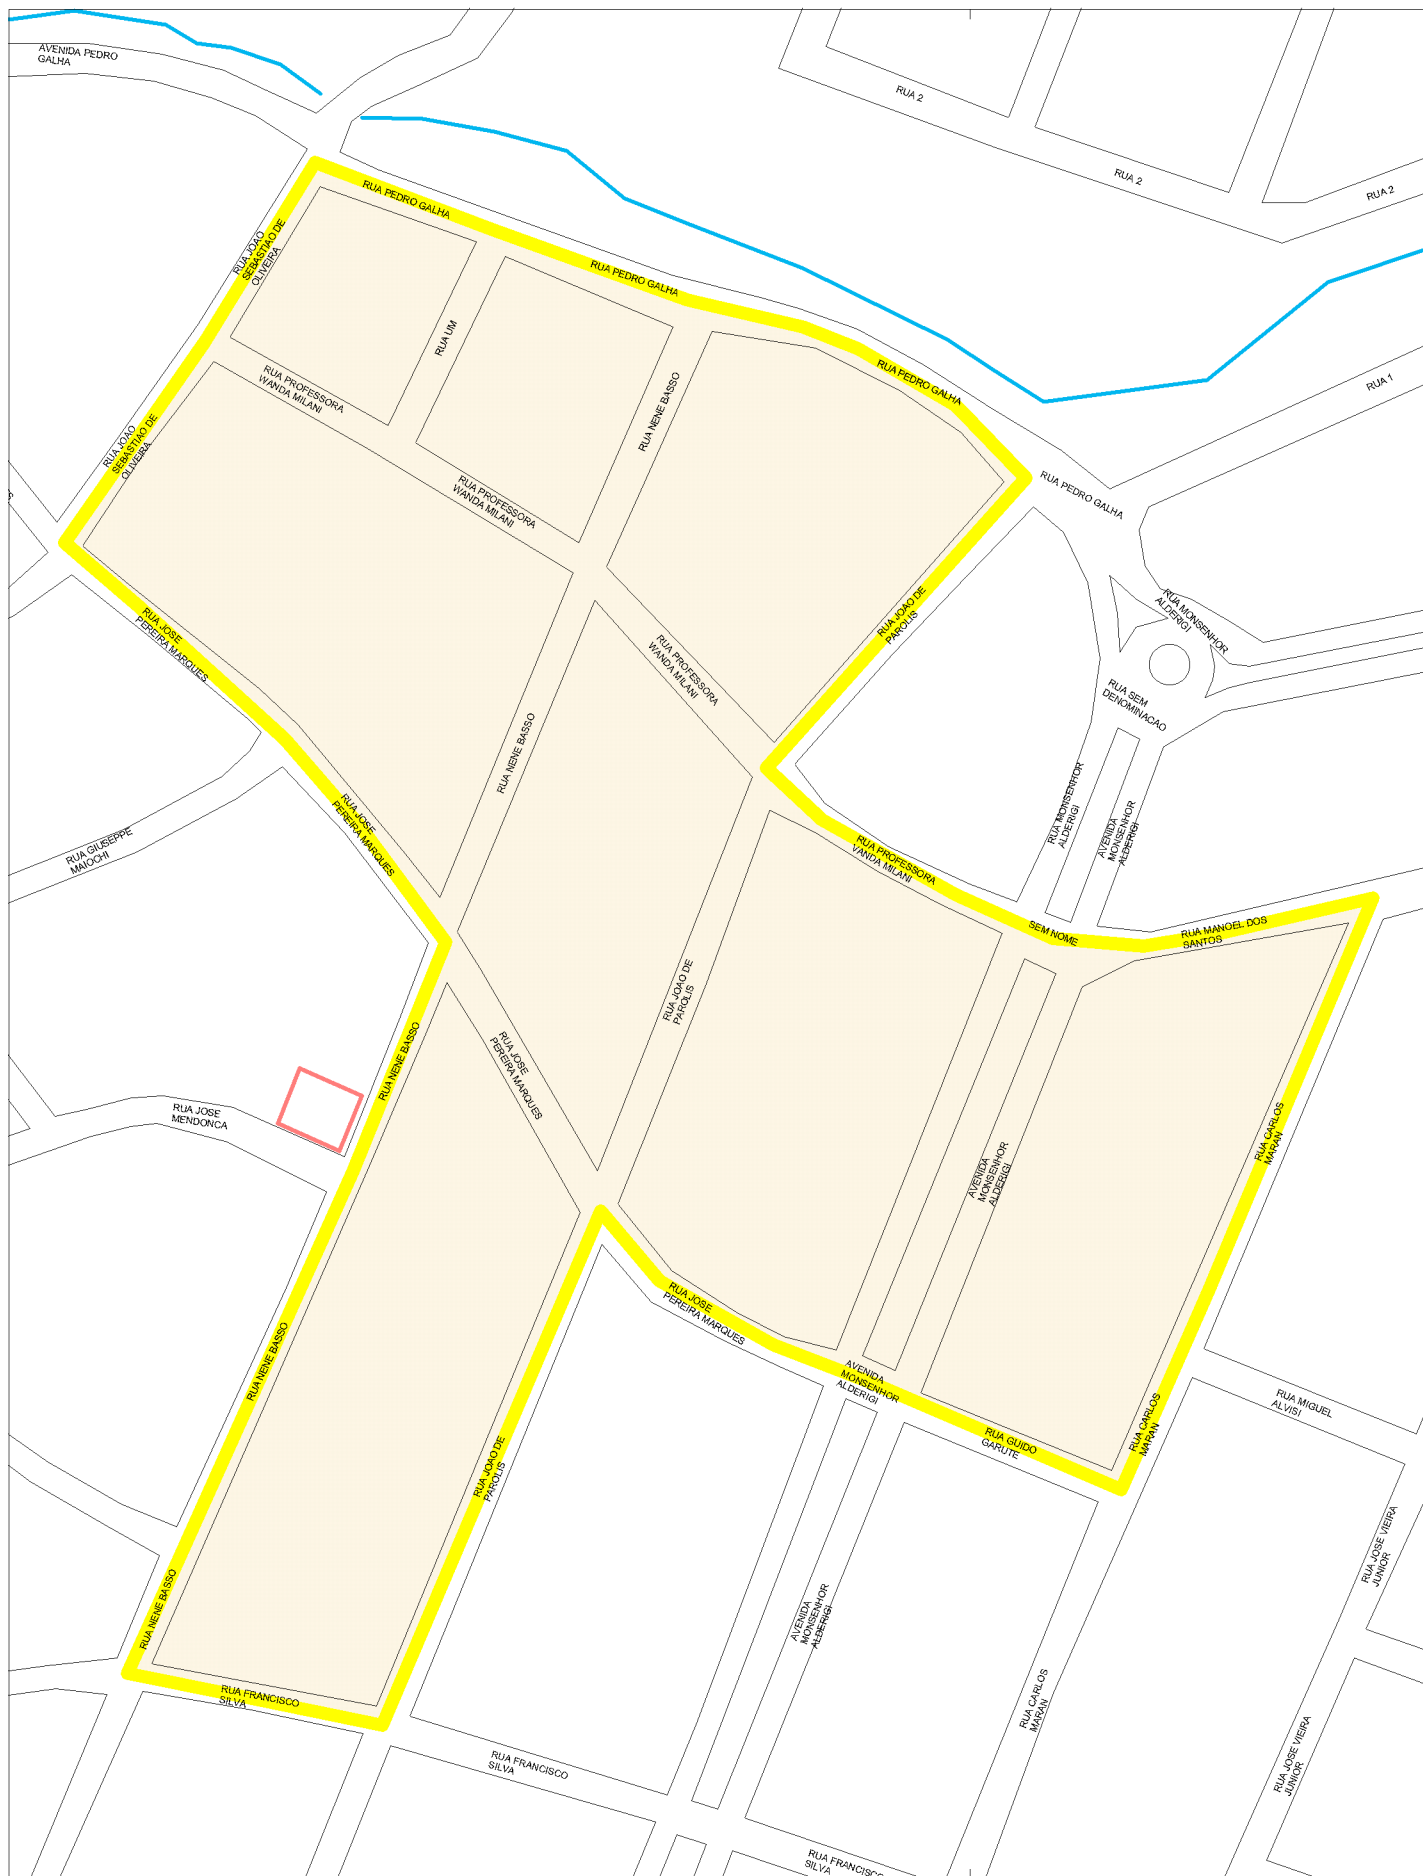 AVENIDA PEDRO
GALHA
RUA 2
RUA 2
RUA 2
RUA PEDRO GALHA
RUA JOAO
SEBASTIAO DE
OLIVEIRA
RUA PEDRO GALHA
RUA UM
RUA PROFESSORA
WANDA MILANI
RUA NENE BASSO
RUA PEDRO GALHA
RUA 1
RUA JOAO
SEBASTIAO DE
OLIVEIRA
RUA PROFESSORA
WANDA MILANI
RUA PEDRO GALHA
RUA JOAO DE
PAROLIS
RUA MONSENHOR
ALDERIGI
RUA JOSE
PEREIRA MARQUES
RUA PROFESSORA
WANDA MILANI
RUA SEM
DENOMINACAO
RUA NENE BASSO
RUA JOSE
PEREIRA MARQUES
RUA MONSENHOR
ALDERIGI
AVENIDA
MONSENHOR
ALDERIGI
RUA GIUSEPPE
MAIOCHI
RUA PROFESSORA
VANDA MILANI
SEM NOME
RUA MANOEL DOS
SANTOS
RUA JOAO DE
PAROLIS
RUA NENE BASSO
RUA JOSE
PEREIRA MARQUES
RUA JOSE
MENDONCA
AVENIDA
MONSENHOR
ALDERIGI
RUA CARLOS
MARAN
RUA JOSE
PEREIRA MARQUES
RUA NENE BASSO
AVENIDA
MONSENHOR
ALDERIGI
RUA MIGUEL
ALVISI
RUA GUIDO
GARUTE
RUA CARLOS
MARAN
RUA JOAO DE
PAROLIS
RUA JOSE VIEIRA
JUNIOR
RUA NENE BASSO
AVENIDA
MONSENHOR
ALDERIGI
RUA FRANCISCO
SILVA
RUA CARLOS
MARAN
RUA FRANCISCO
SILVA
RUA JOSE VIEIRA
JUNIOR
RUA FRANCISCO
SILVA